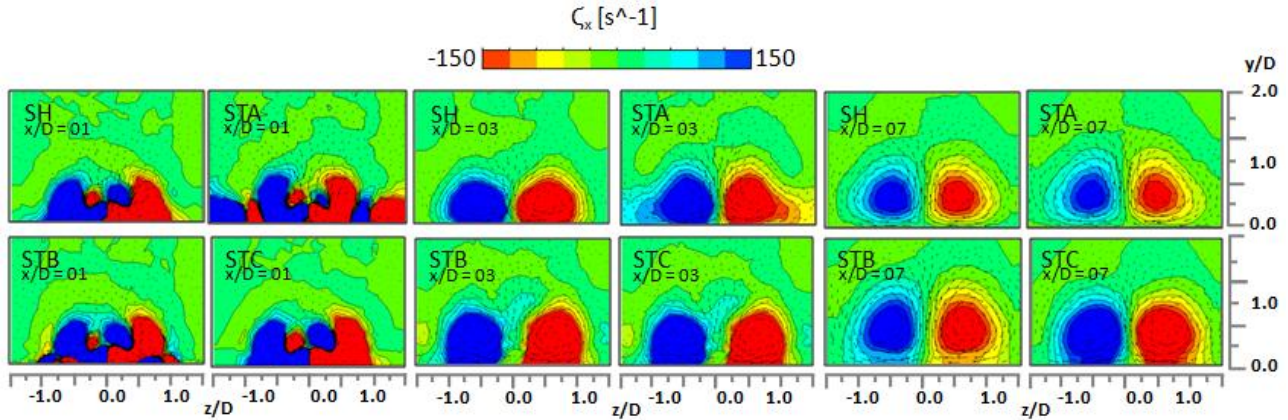 ζx [s^-1]
-150 150
y/D
SH STA SH STA SH STA 2.0
x/D = 01 x/D = 01 x/D = 03 x/D = 03 x/D = 07 x/D = 07
1.0
0.0
STB STC STB STC STB STC
x/D = 01 x/D = 01 x/D = 03 x/D = 03 x/D = 07 x/D = 07
1.0
0.0
-1.0 0.0 1.0 -1.0 0.0 1.0 -1.0 0.0 1.0 -1.0 0.0 1.0 -1.0 0.0 1.0 -1.0 0.0 1.0
z/D z/D z/D